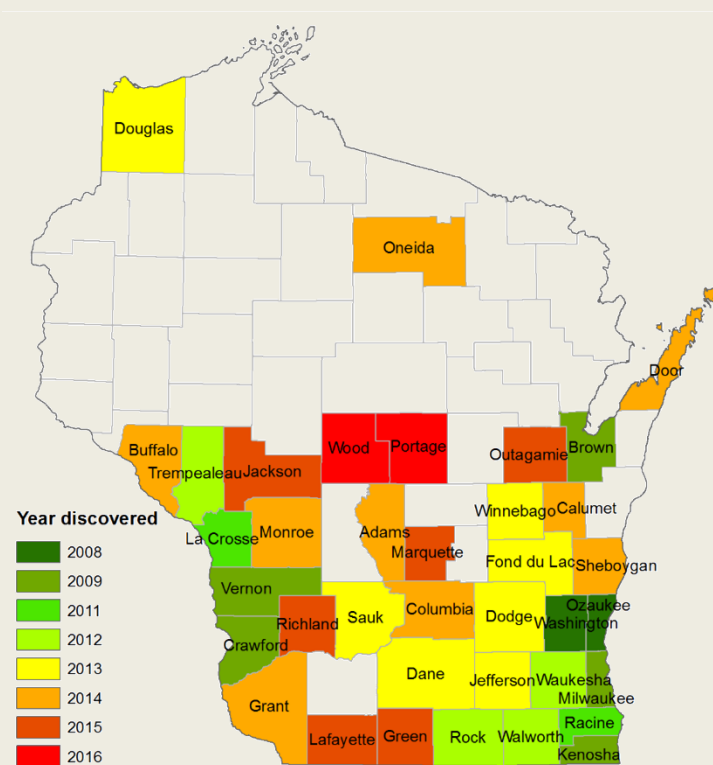 Douglas
Oneida
Door
Buffalo
Trempealeau
Jackson
Wood
Portage
Outagamie
Brown
Year discovered
2008
2009
2011
2012
2013
2014
2015
2016
La Crosse
Monroe
Adams
Marquette
Winnebago
Calumet
Fond du Lac
Sheboygan
Vernon
Richland
Sauk
Columbia
Dodge
Ozaukee
Washington
Crawford
Grant
Dane
Jefferson
Waukesha
Milwaukee
Lafayette
Green
Rock
Walworth
Racine
Kenosha